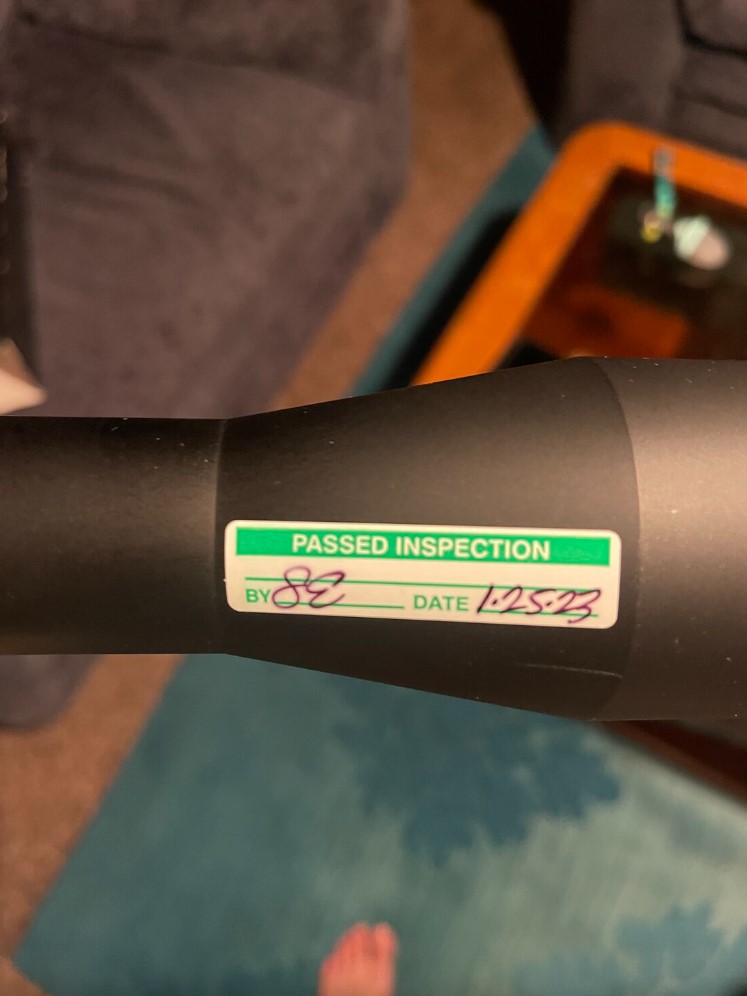 PASSED INSPECTION
BY 8E DATE 1.25.23